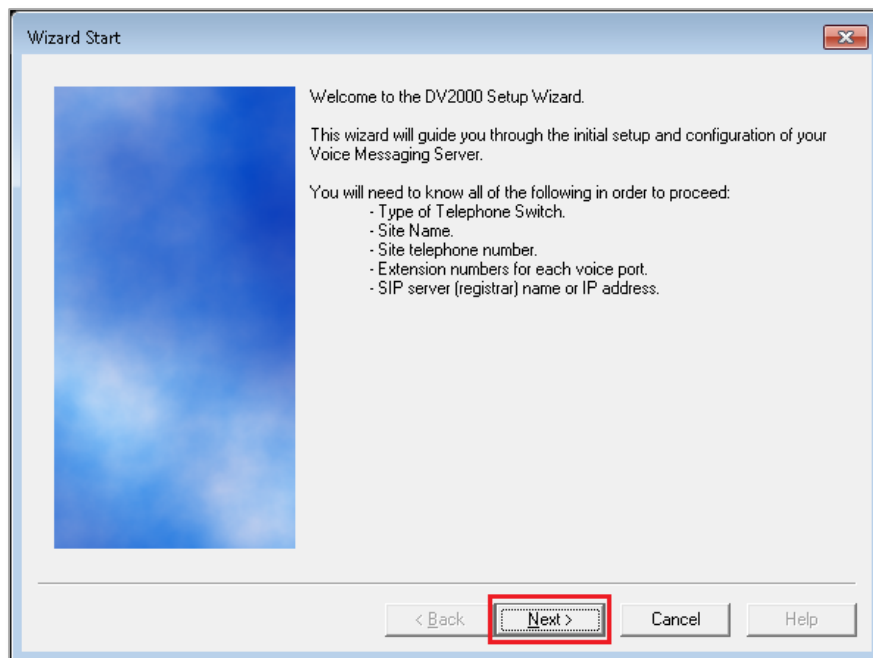 Wizard Start
Welcome to the DV2000 Setup Wizard.
This wizard will guide you through the initial setup and configuration of your
Voice Messaging Server.
You will need to know all of the following in order to proceed:
- Type of Telephone Switch.
- Site Name.
- Site telephone number.
- Extension numbers for each voice port.
- SIP server (registrar) name or IP address.
< Back Next > Cancel Help